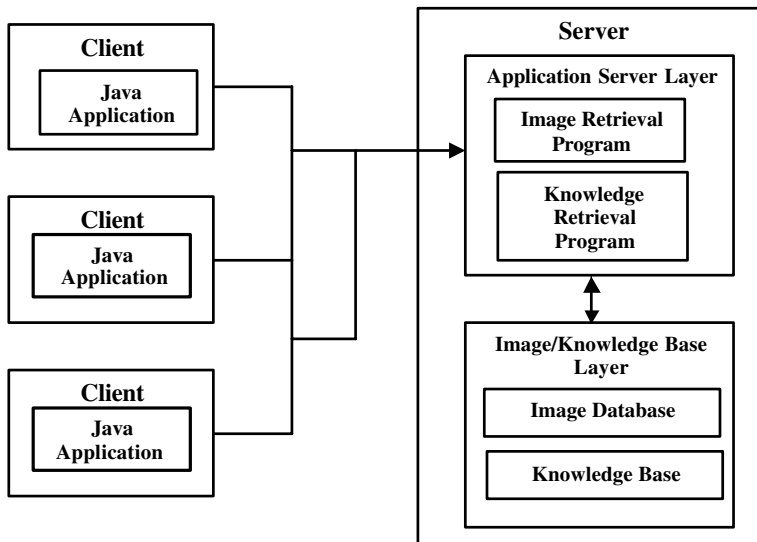 Client
Java
Application
Client
Java
Application
Client
Java
Application
Server
Application Server Layer
Image Retrieval
Program
Knowledge
Retrieval
Program
Image/Knowledge Base
Layer
Image Database
Knowledge Base